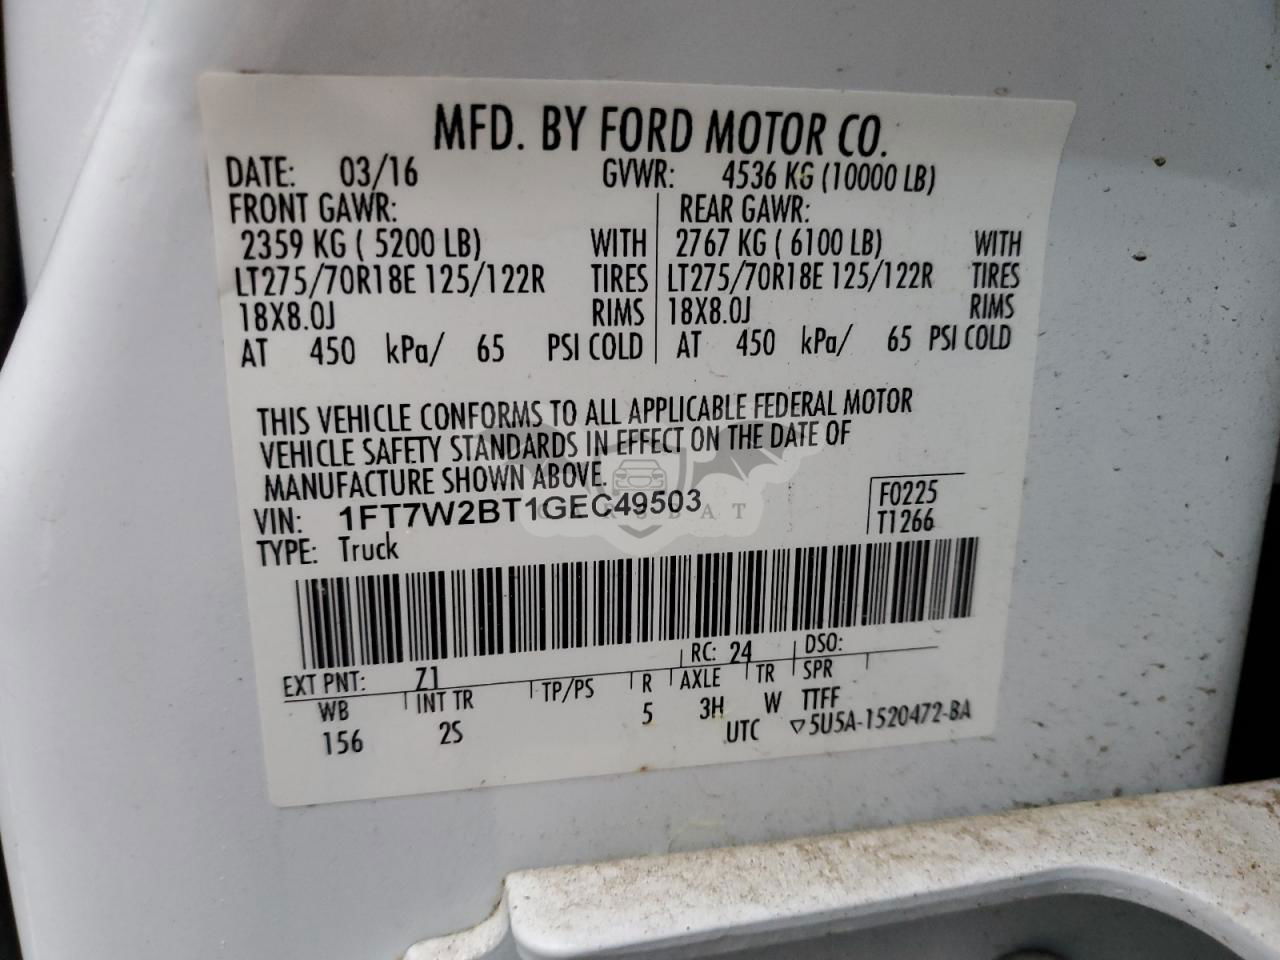 MFD. BY FORD MOTOR CO.
DATE: 03/16 GVWR: 4536 KG (10000 LB)
FRONT GAWR: REAR GAWR:
2359 KG ( 5200 LB) WITH 2767 KG ( 6100 LB) WITH
LT275/70R18E 125/122R TIRES LT275/70R18E 125/122R TIRES
18X8.0J RIMS 18X8.0J RIMS
AT 450 kPa/ 65 PSI COLD AT 450 kPa/ 65 PSI COLD
THIS VEHICLE CONFORMS TO ALL APPLICABLE FEDERAL MOTOR
VEHICLE SAFETY STANDARDS IN EFFECT ON THE DATE OF
MANUFACTURE SHOWN ABOVE.
VIN: 1FT7W2BT1GEC49503 F0225
TYPE: Truck T1266
EXT PNT: Z1 RC: 24 DSO:
WB INT TR TP/PS R AXLE TR SPR
156 2S 5 3H W TTFF
UTC ▽5U5A-1520472-BA